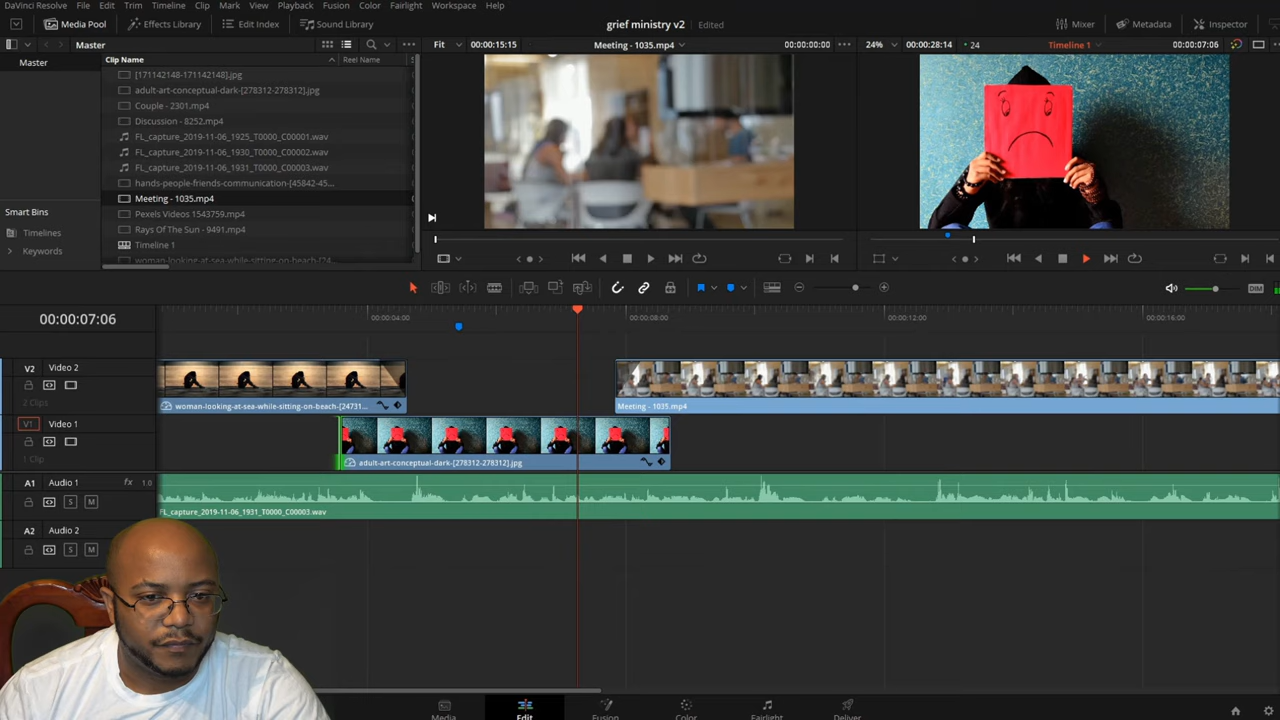 DaVinci Resolve File Edit Trim Timeline Clip Mark View Playback Fusion Color Fairlight Workspace Help
Media Pool Effects Library Edit Index Sound Library grief ministry v2 Edited Mixer Metadata Inspector
Master Fit 00:00:15:15 Meeting - 1035.mp4 00:00:00:00 24% 00:00:28:14 24 Timeline 1 00:00:07:06
Master
Clip Name Reel Name
[171142148-171142148].jpg
adult-art-conceptual-dark-[278312-278312].jpg
Couple - 2301.mp4
Discussion - 8252.mp4
FL_capture_2019-11-06_1925_T0000_C00001.wav
FL_capture_2019-11-06_1930_T0000_C00002.wav
FL_capture_2019-11-06_1931_T0000_C00003.wav
hands-people-friends-communication-[45842-45...
Meeting - 1035.mp4
Pexels Videos 1543759.mp4
Rays Of The Sun - 9491.mp4
Timeline 1
woman-looking-at-sea-while-sitting-on-beach-[24...
Smart Bins
Timelines
Keywords
DIM
00:00:07:06
00:00:04:00 00:00:08:00 00:00:12:00 00:00:16:00
V2 Video 2
2 Clips
woman-looking-at-sea-while-sitting-on-beach-[24731... Meeting - 1035.mp4
V1 Video 1
1 Clip
adult-art-conceptual-dark-[278312-278312].jpg
A1 Audio 1 fx 1.0
S M
FL_capture_2019-11-06_1931_T0000_C00003.wav
A2 Audio 2
S M
Media Edit Fusion Color Fairlight Deliver